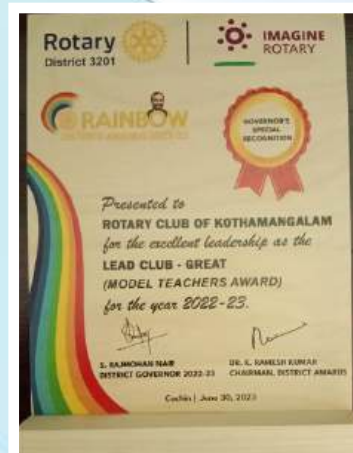 Rotary
District 3201
IMAGINE
ROTARY
RAINBOW
GOVERNOR'S
SPECIAL
RECOGNITION
Presented to
ROTARY CLUB OF KOTHAMANGALAM
for the excellent leadership as the
LEAD CLUB - GREAT
(MODEL TEACHERS AWARD)
for the year 2022-23.
S. RAJMOHAN NAIR
DISTRICT GOVERNOR 2022-23
DR. K. RAMESH KUMAR
CHAIRMAN, DISTRICT AWARDS
Cochin | June 30, 2023